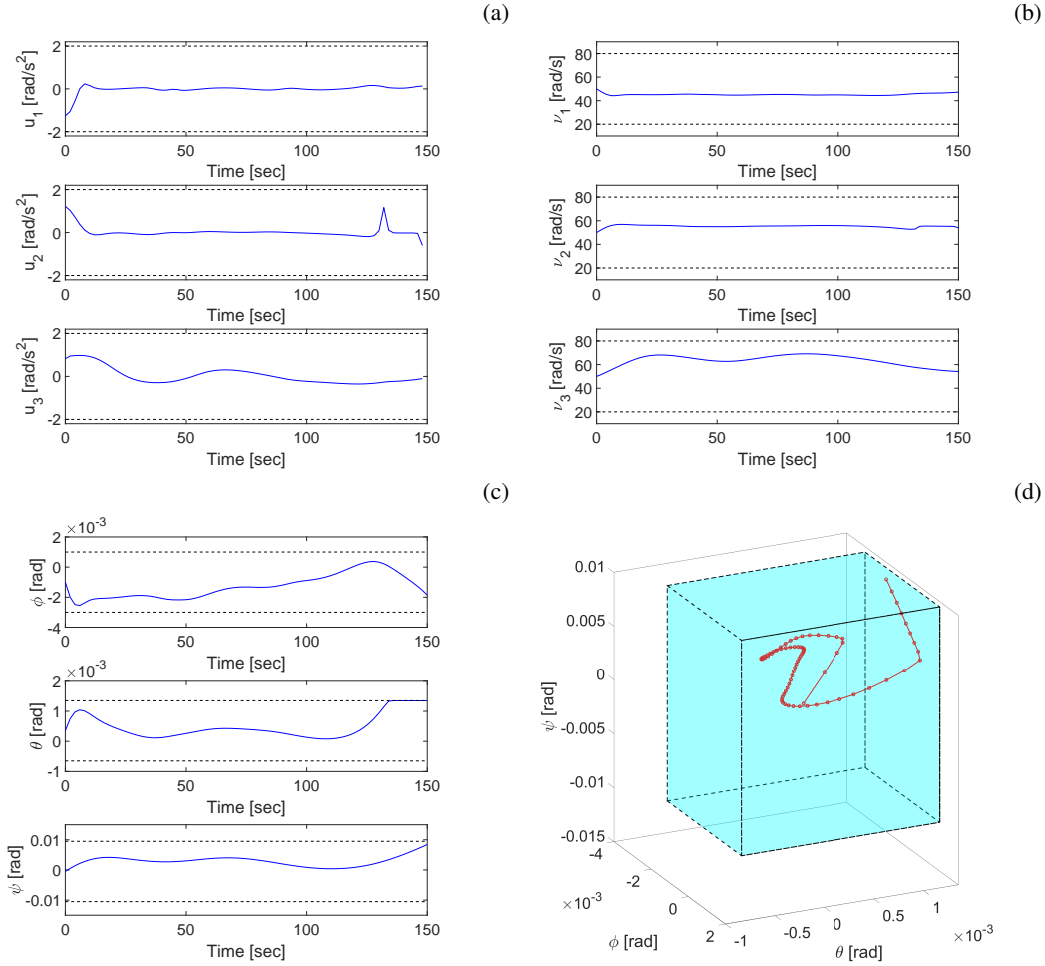 (a)
2
0
-2
u1 [rad/s2]
0 50 100 150
Time [sec]
2
0
-2
u2 [rad/s2]
0 50 100 150
Time [sec]
2
0
-2
u3 [rad/s2]
0 50 100 150
Time [sec]
(b)
80
60
40
20
ν1 [rad/s]
0 50 100 150
Time [sec]
80
60
40
20
ν2 [rad/s]
0 50 100 150
Time [sec]
80
60
40
20
ν3 [rad/s]
0 50 100 150
Time [sec]
(c)
×10-3
2
0
-2
-4
ϕ [rad]
0 50 100 150
×10-3
2
1
0
-1
θ [rad]
0 50 100 150
0.01
0
-0.01
ψ [rad]
0 50 100 150
Time [sec]
(d)
0.01
0.005
0
-0.005
-0.01
-0.015
ψ [rad]
-4
-2
0
2
×10-3
ϕ [rad]
-1 -0.5 0 0.5 1
×10-3
θ [rad]